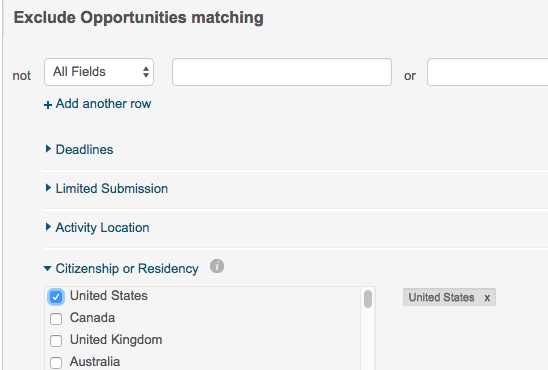 Exclude Opportunities matching
not All Fields or
+ Add another row
Deadlines
Limited Submission
Activity Location
Citizenship or Residency i
United States United States x
Canada
United Kingdom
Australia